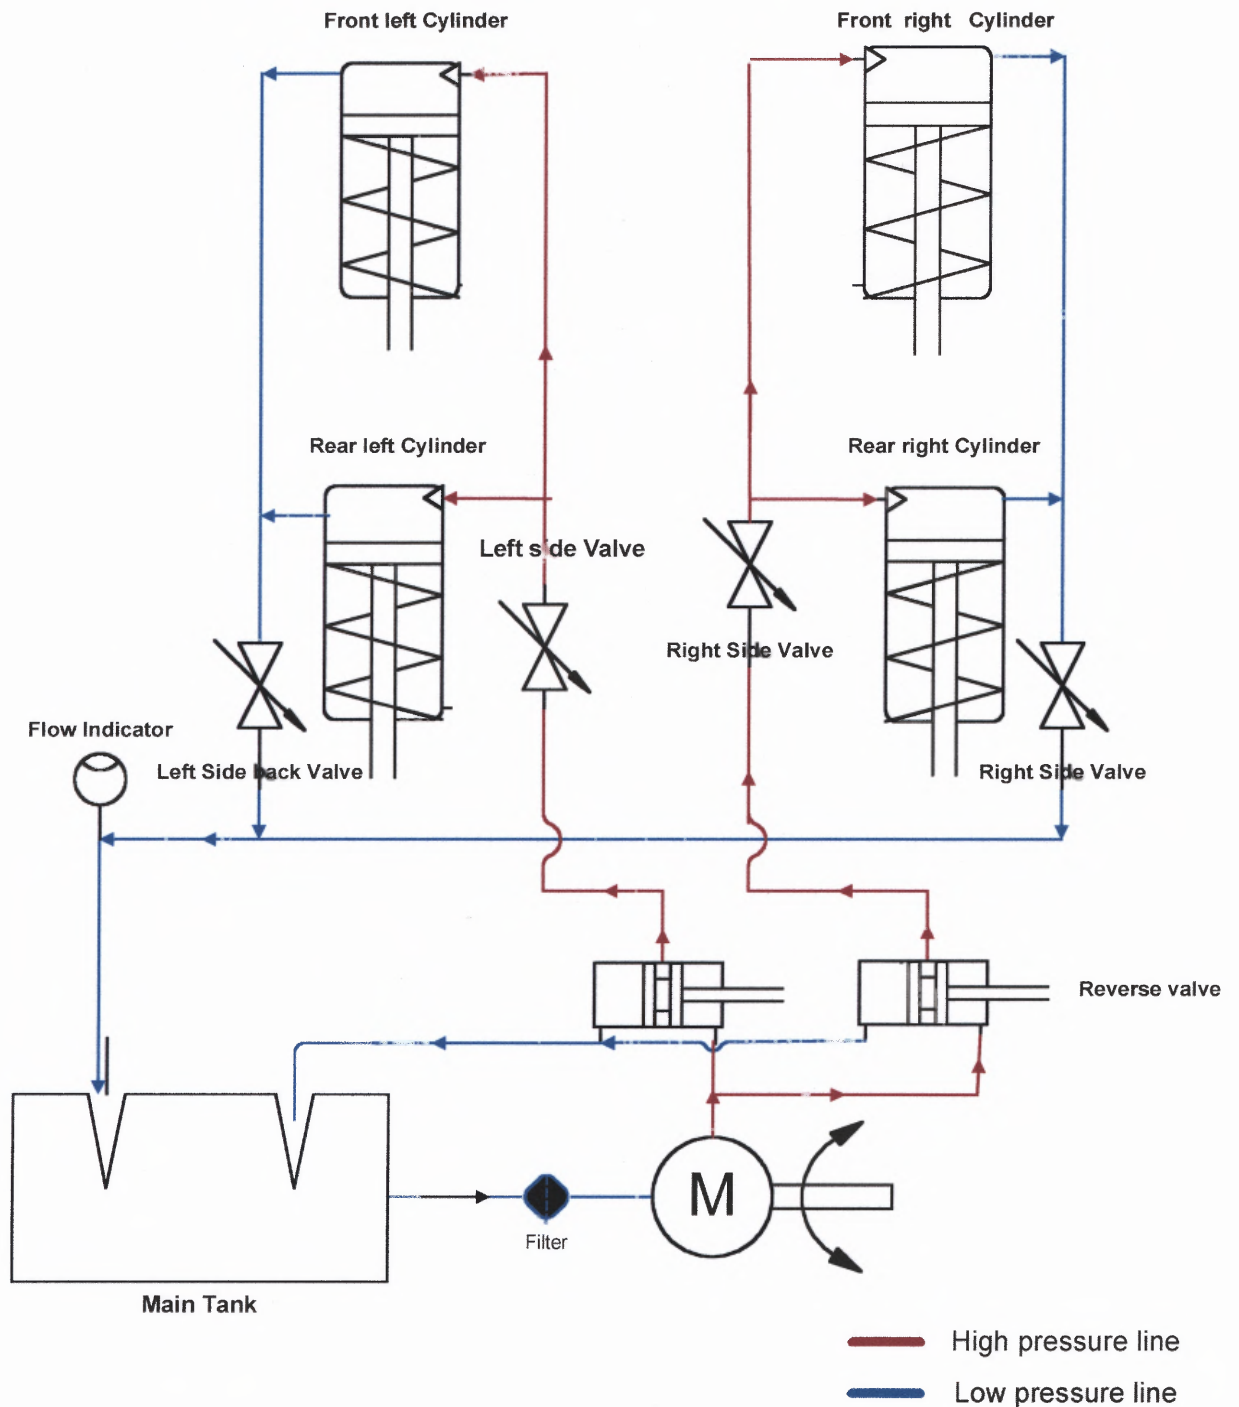 Front left Cylinder
Front right Cylinder
Rear left Cylinder
Rear right Cylinder
Left side Valve
Right Side Valve
Flow Indicator
Left Side back Valve
Right Side Valve
Reverse valve
M
Filter
Main Tank
High pressure line
Low pressure line